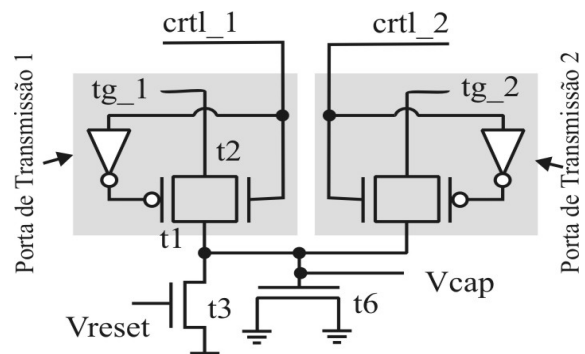 crtl_1
crtl_2
Porta de Transmissão 1
tg_1
tg_2
Porta de Transmissão 2
t2
t1
t3
t6
Vcap
Vreset